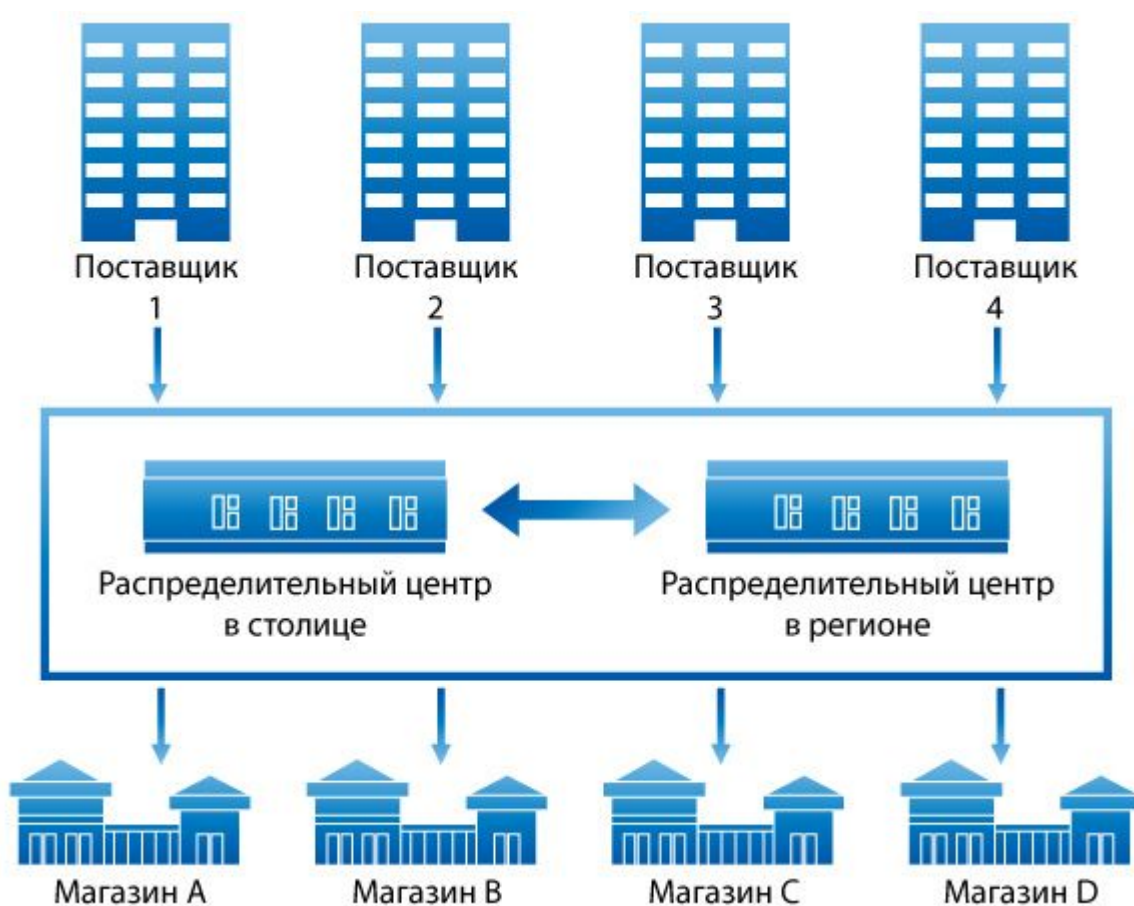 Поставщик
1
Поставщик
2
Поставщик
3
Поставщик
4
Распределительный центр
в столице
Распределительный центр
в регионе
Магазин A
Магазин B
Магазин C
Магазин D